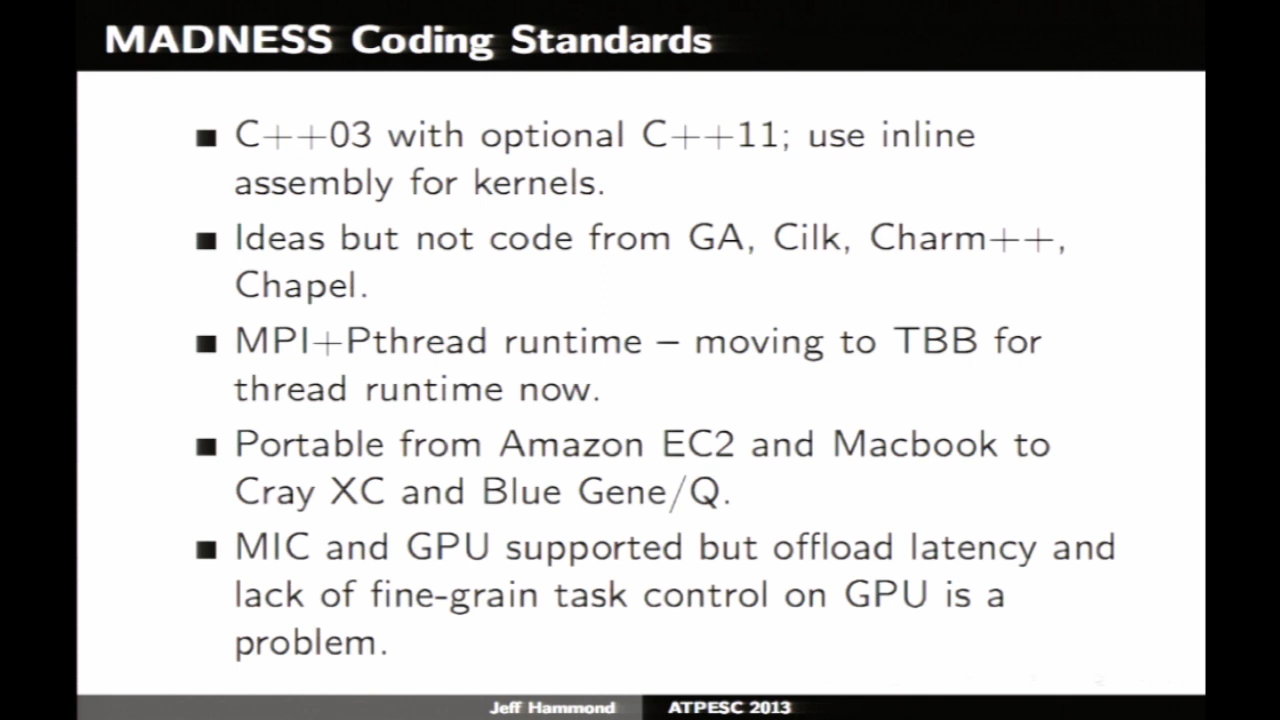 MADNESS Coding Standards
C++03 with optional C++11; use inline
assembly for kernels.
Ideas but not code from GA, Cilk, Charm++,
Chapel.
MPI+Pthread runtime – moving to TBB for
thread runtime now.
Portable from Amazon EC2 and Macbook to
Cray XC and Blue Gene/Q.
MIC and GPU supported but offload latency and
lack of fine-grain task control on GPU is a
problem.
Jeff Hammond ATPESC 2013